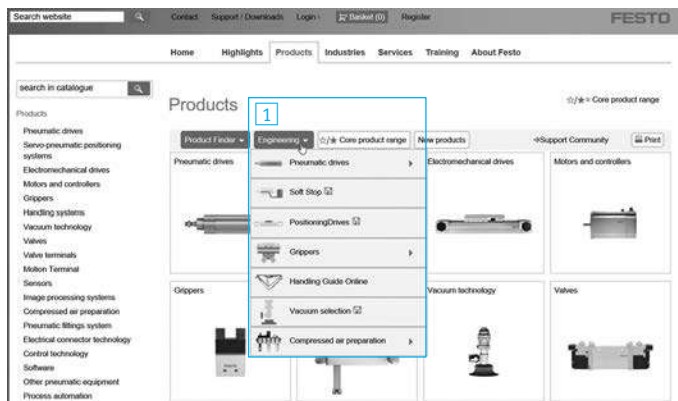 Search website
Contact Support / Downloads Login Basket (0) Register
FESTO
Home Highlights Products Industries Services Training About Festo
search in catalogue
Products
Pneumatic drives
Servo-pneumatic positioning
systems
Electromechanical drives
Motors and controllers
Grippers
Handling systems
Vacuum technology
Valves
Valve terminals
Motion Terminal
Sensors
Image processing systems
Compressed air preparation
Pneumatic fittings system
Electrical connector technology
Control technology
Software
Other pneumatic equipment
Process automation
Products
1
☆/★ = Core product range
Product Finder Engineering ☆/★ Core product range New products
Support Community Print
Pneumatic drives
Electromechanical drives
Motors and controllers
Grippers
Vacuum technology
Valves
Pneumatic drives
Soft Stop
PositioningDrives
Grippers
Handling Guide Online
Vacuum selection
Compressed air preparation